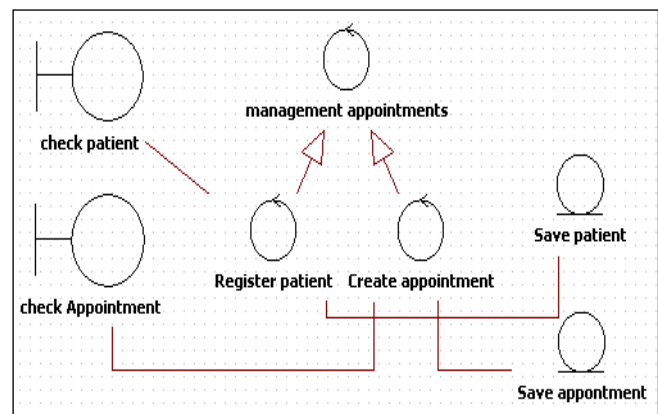 management appointments
check patient
Save patient
Register patient
Create appointment
check Appointment
Save appontment